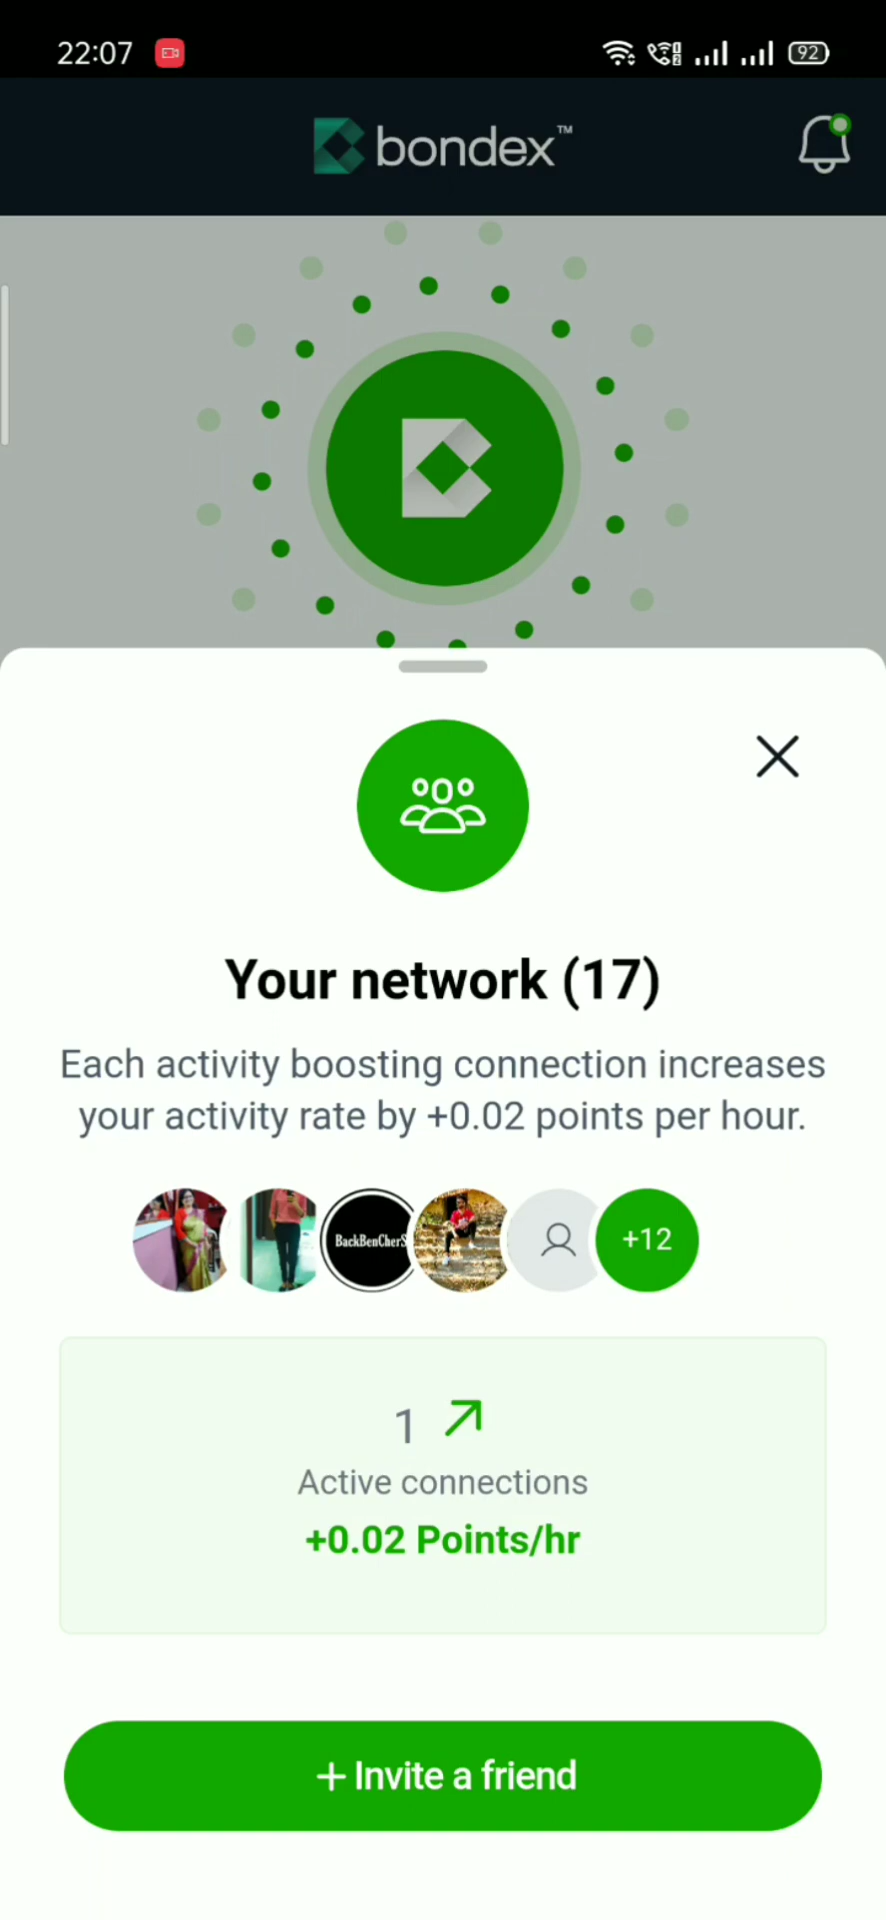 22:07
92
bondex™
Your network (17)
Each activity boosting connection increases
your activity rate by +0.02 points per hour.
BackBenCherS
+12
1
Active connections
+0.02 Points/hr
+ Invite a friend